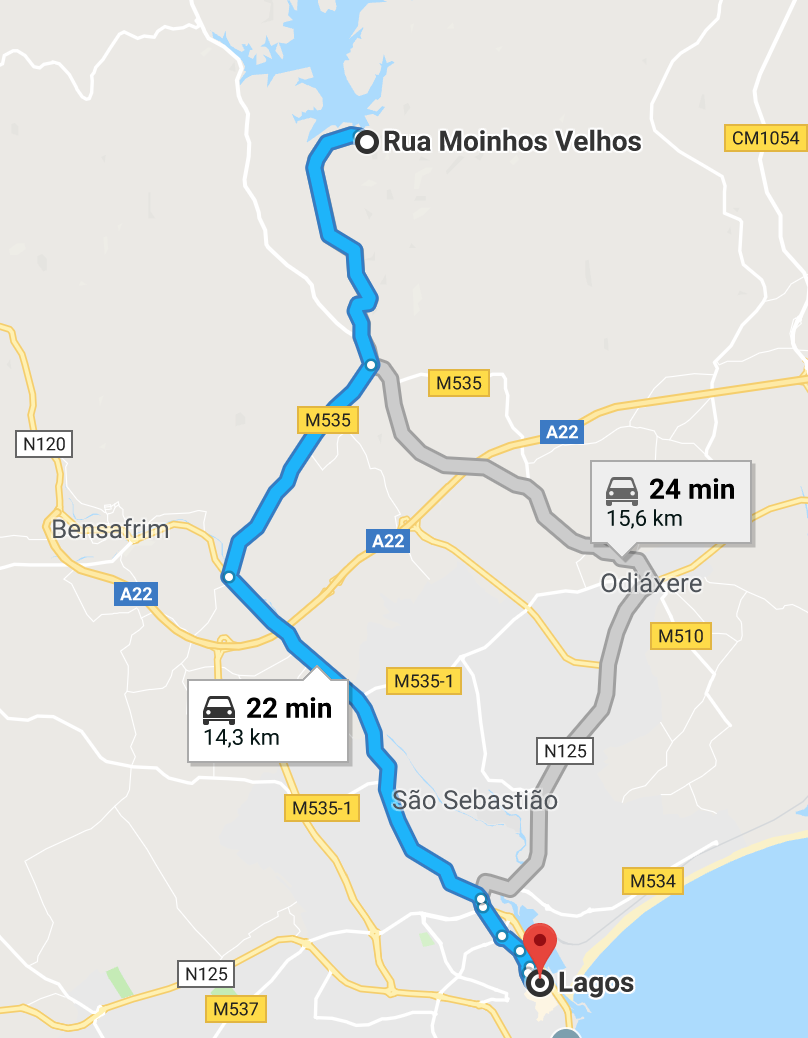 Rua Moinhos Velhos
CM1054
M535
M535
A22
N120
24 min
15,6 km
Bensafrim
A22
Odiáxere
A22
M510
M535-1
22 min
14,3 km
N125
São Sebastião
M535-1
M534
N125
Lagos
M537